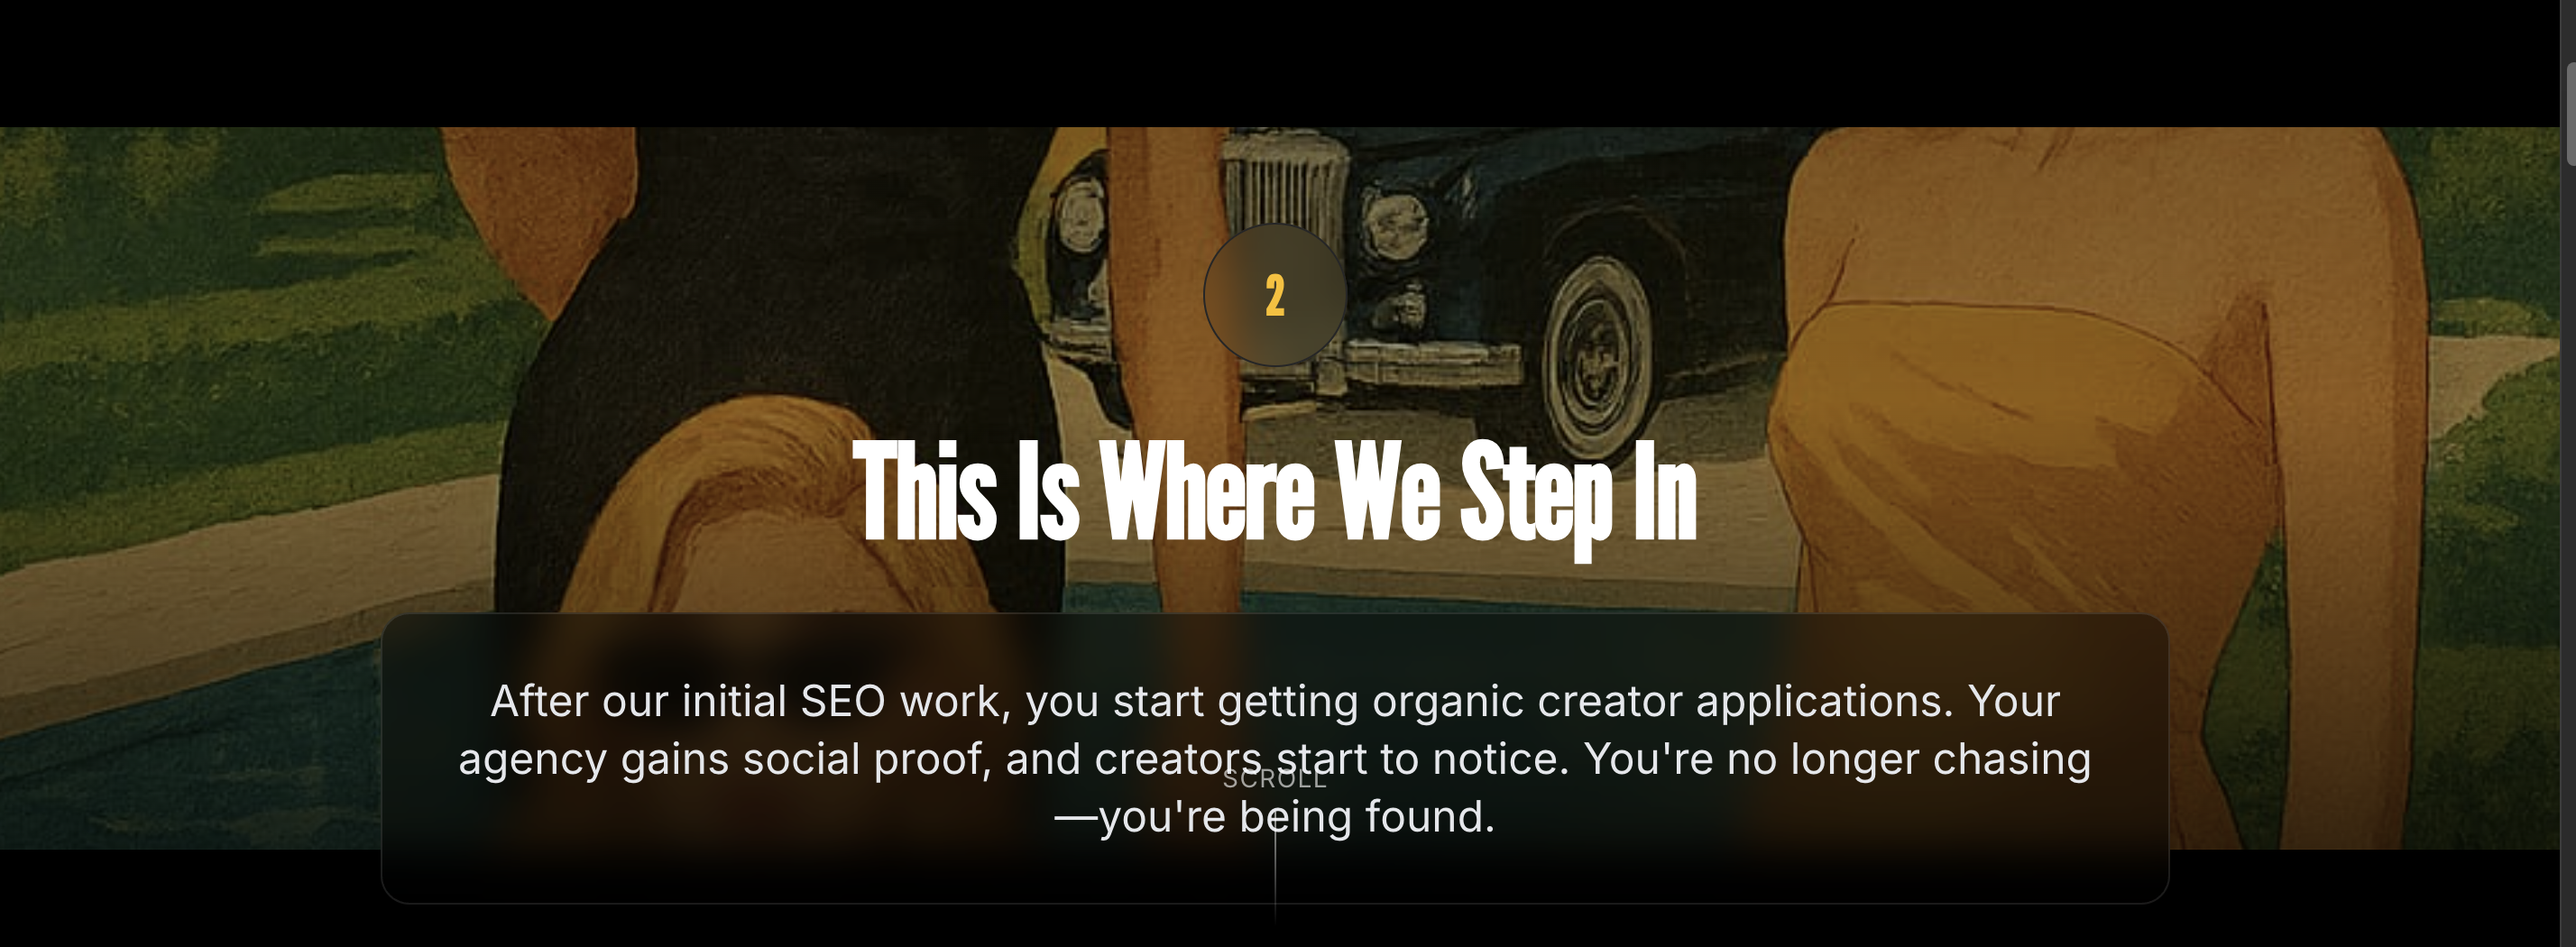 2
This Is Where We Step In
After our initial SEO work, you start getting organic creator applications. Your
agency gains social proof, and creators start to notice. You're no longer chasing
SCROLL
—you're being found.